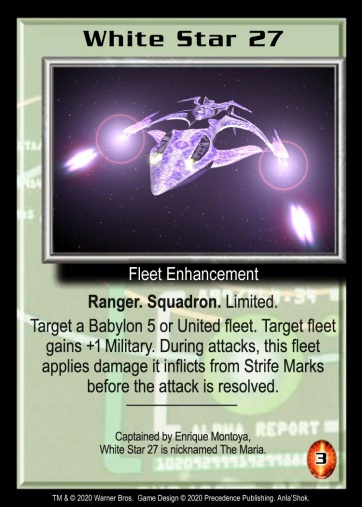 White Star 27
Fleet Enhancement
Ranger. Squadron. Limited.
Target a Babylon 5 or United fleet. Target fleet
gains +1 Military. During attacks, this fleet
applies damage it inflicts from Strife Marks
before the attack is resolved.
Captained by Enrique Montoya,
White Star 27 is nicknamed The Maria.
ALPHA REPORT
3
TM & © 2020 Warner Bros. Game Design © 2020 Precedence Publishing. Anla'Shok.